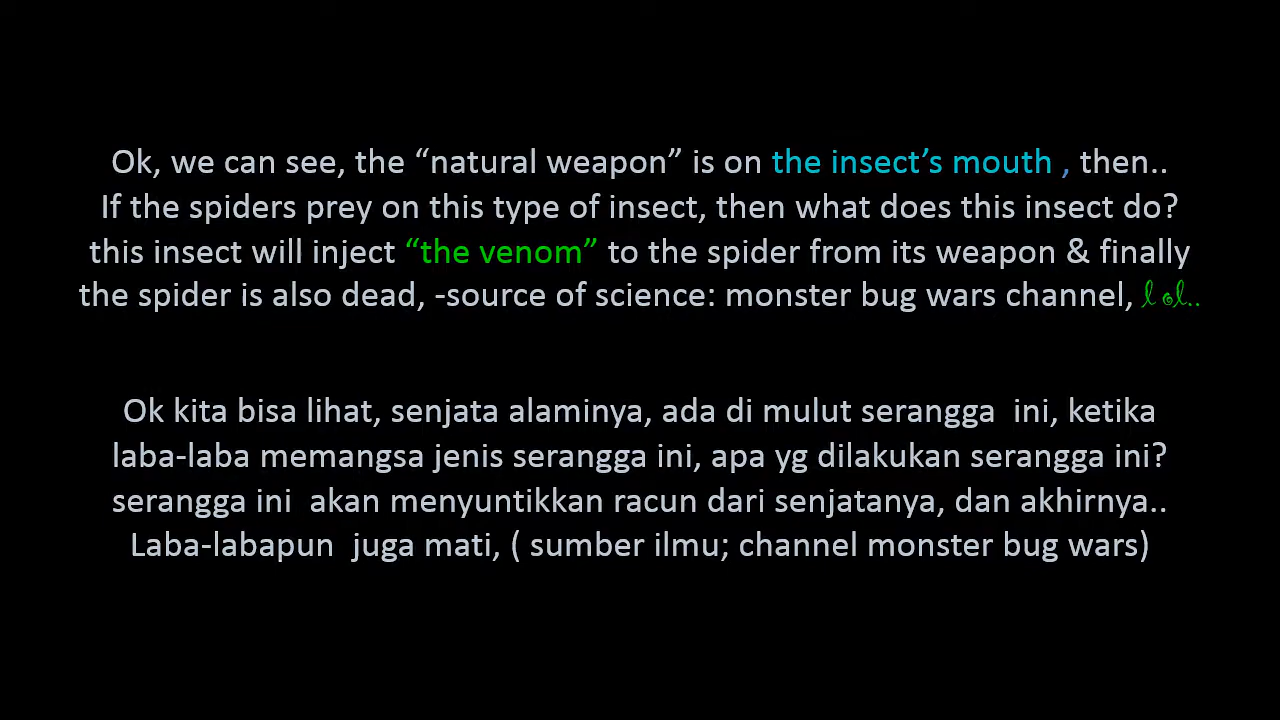 Ok, we can see, the “natural weapon” is on the insect’s mouth , then..
If the spiders prey on this type of insect, then what does this insect do?
this insect will inject “the venom” to the spider from its weapon & finally
the spider is also dead, -source of science: monster bug wars channel, lol..
Ok kita bisa lihat, senjata alaminya, ada di mulut serangga  ini, ketika
laba-laba memangsa jenis serangga ini, apa yg dilakukan serangga ini?
serangga ini  akan menyuntikkan racun dari senjatanya, dan akhirnya..
Laba-labapun  juga mati, ( sumber ilmu; channel monster bug wars)